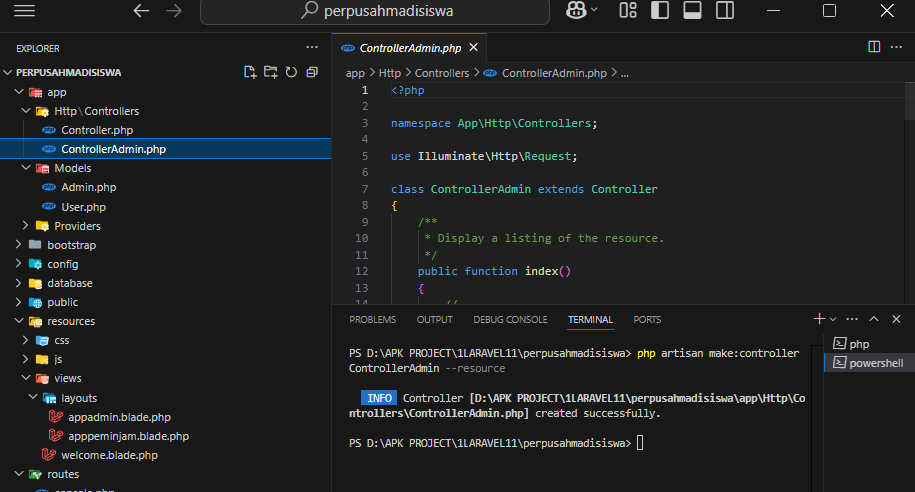 perpusahmadisiswa
EXPLORER
PERPUSAHMADISISWA
app
Http\Controllers
Controller.php
ControllerAdmin.php
Models
Admin.php
User.php
Providers
bootstrap
config
database
public
resources
css
js
views
layouts
appadmin.blade.php
apppeminjam.blade.php
welcome.blade.php
routes
console.php
ControllerAdmin.php
app > Http > Controllers > ControllerAdmin.php > ...
1 <?php
2
3 namespace App\Http\Controllers;
4
5 use Illuminate\Http\Request;
6
7 class ControllerAdmin extends Controller
8 {
9 /**
10 * Display a listing of the resource.
11 */
12 public function index()
13 {
14 //
PROBLEMS OUTPUT DEBUG CONSOLE TERMINAL PORTS
PS D:\APK PROJECT\1LARAVEL11\perpusahmadisiswa> php artisan make:controller
ControllerAdmin --resource
INFO Controller [D:\APK PROJECT\1LARAVEL11\perpusahmadisiswa\app\Http\Co
ntrollers\ControllerAdmin.php] created successfully.
PS D:\APK PROJECT\1LARAVEL11\perpusahmadisiswa>
php
powershell